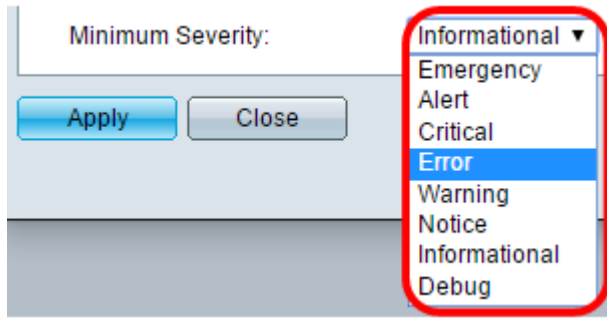 Minimum Severity: Informational ▼
Emergency
Alert
Apply Close
Critical
Error
Warning
Notice
Informational
Debug